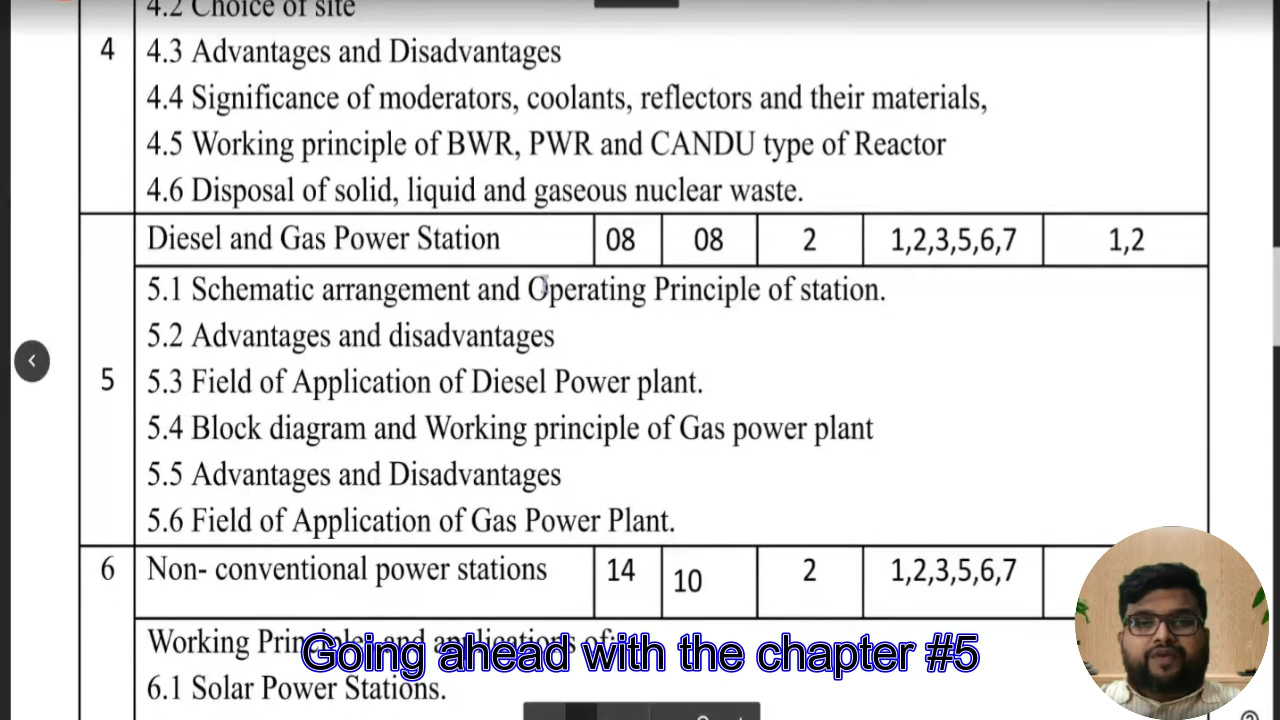 4.2 Choice of site
4 4.3 Advantages and Disadvantages
4.4 Significance of moderators, coolants, reflectors and their materials,
4.5 Working principle of BWR, PWR and CANDU type of Reactor
4.6 Disposal of solid, liquid and gaseous nuclear waste.
Diesel and Gas Power Station 08 08 2 1,2,3,5,6,7 1,2
5.1 Schematic arrangement and Operating Principle of station.
5.2 Advantages and disadvantages
5 5.3 Field of Application of Diesel Power plant.
5.4 Block diagram and Working principle of Gas power plant
5.5 Advantages and Disadvantages
5.6 Field of Application of Gas Power Plant.
6 Non- conventional power stations 14 10 2 1,2,3,5,6,7
Working Principles and applications of:
Going ahead with the chapter #5
6.1 Solar Power Stations.